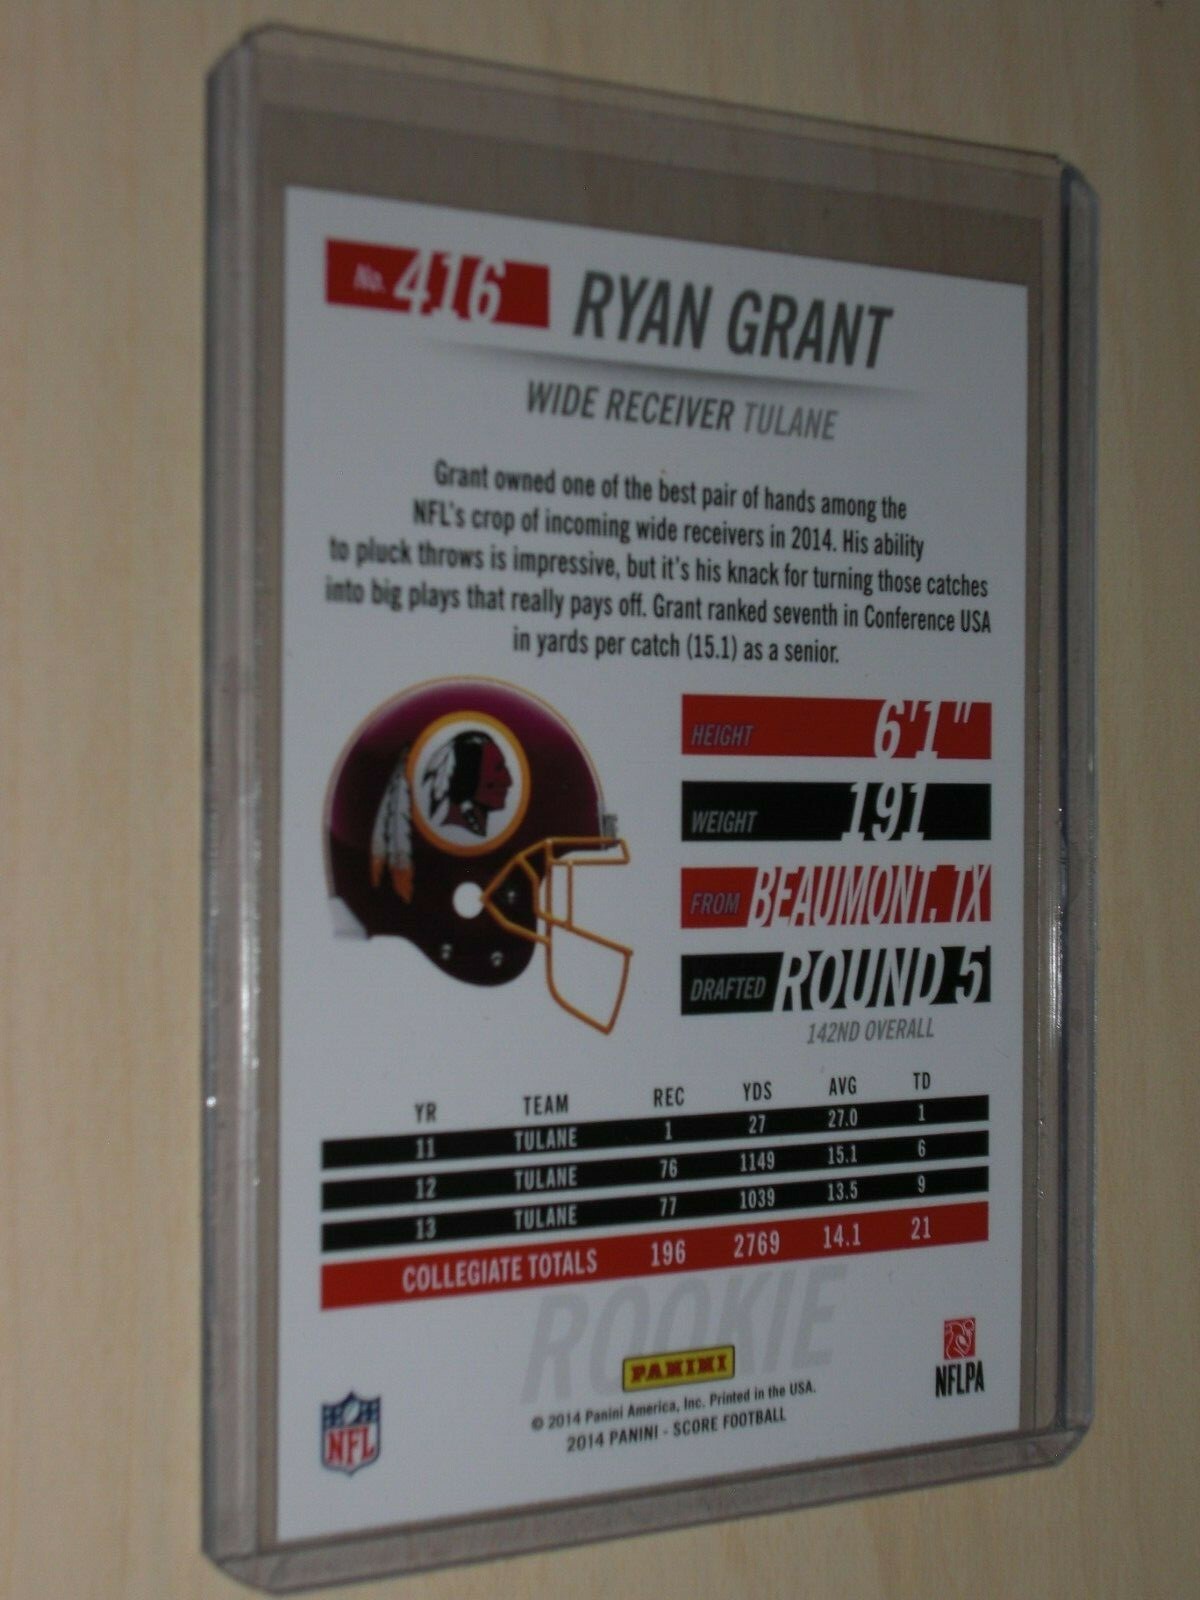 No. 416 RYAN GRANT
WIDE RECEIVER TULANE
Grant owned one of the best pair of hands among the
NFL's crop of incoming wide receivers in 2014. His ability
to pluck throws is impressive, but it's his knack for turning those catches
into big plays that really pays off. Grant ranked seventh in Conference USA
in yards per catch (15.1) as a senior.
HEIGHT 6'1"
WEIGHT 191
FROM BEAUMONT, TX
DRAFTED ROUND 5
142ND OVERALL
YR TEAM REC YDS AVG TD
11 TULANE 1 27 27.0 1
12 TULANE 76 1149 15.1 6
13 TULANE 77 1039 13.5 9
COLLEGIATE TOTALS 196 2769 14.1 21
ROOKIE
PANINI
© 2014 Panini America, Inc. Printed in the USA.
2014 PANINI - SCORE FOOTBALL
NFL
NFLPA